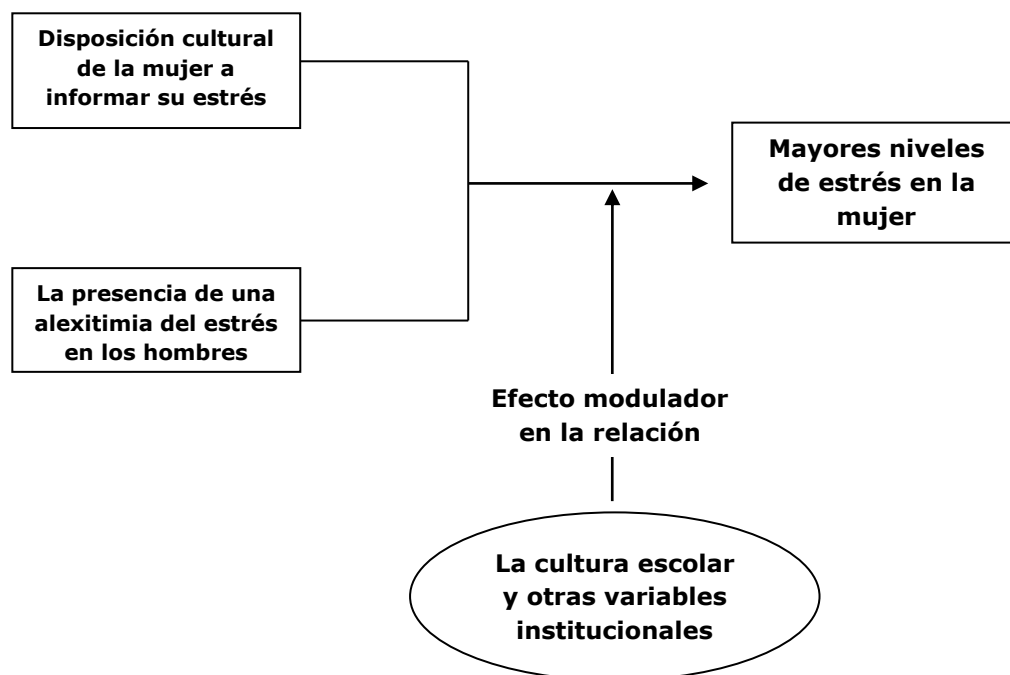 Disposición cultural
de la mujer a
informar su estrés
Mayores niveles
de estrés en la
mujer
La presencia de una
alexitimia del estrés
en los hombres
Efecto modulador
en la relación
La cultura escolar
y otras variables
institucionales